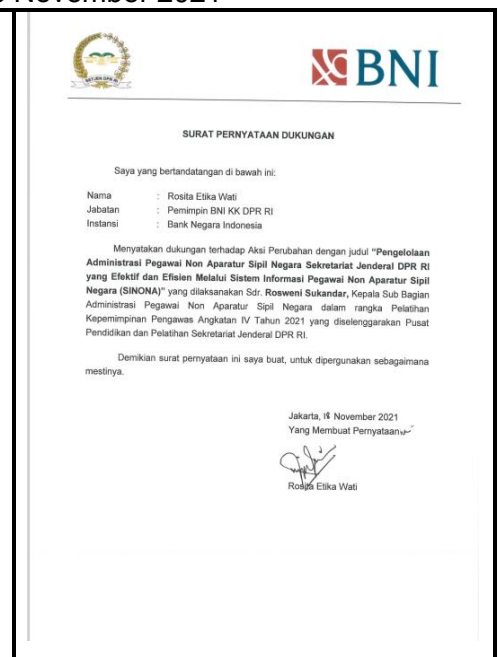 November 2021
SETJEN DPR RI
BNI
SURAT PERNYATAAN DUKUNGAN
Saya yang bertandatangan di bawah ini:
Nama : Rosita Etika Wati
Jabatan : Pemimpin BNI KK DPR RI
Instansi : Bank Negara Indonesia
Menyatakan dukungan terhadap Aksi Perubahan dengan judul “Pengelolaan
Administrasi Pegawai Non Aparatur Sipil Negara Sekretariat Jenderal DPR RI
yang Efektif dan Efisien Melalui Sistem Informasi Pegawai Non Aparatur Sipil
Negara (SINONA)” yang dilaksanakan Sdr. Rosweni Sukandar, Kepala Sub Bagian
Administrasi Pegawai Non Aparatur Sipil Negara dalam rangka Pelatihan
Kepemimpinan Pengawas Angkatan IV Tahun 2021 yang diselenggarakan Pusat
Pendidikan dan Pelatihan Sekretariat Jenderal DPR RI.
Demikian surat pernyataan ini saya buat, untuk dipergunakan sebagaimana
mestinya.
Jakarta, 18 November 2021
Yang Membuat Pernyataan
Rosita Etika Wati